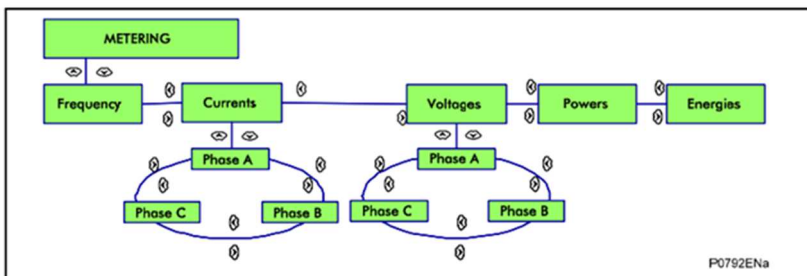 METERING
Frequency
Currents
Voltages
Powers
Energies
Phase A
Phase A
Phase C
Phase B
Phase C
Phase B
P0792ENa